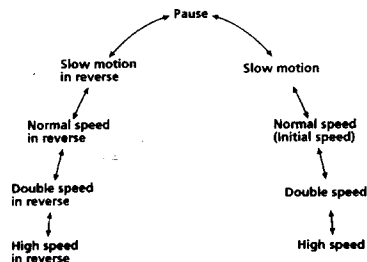 Pause
Slow motion
in reverse
Slow motion
Normal speed
in reverse
Normal speed
(Initial speed)
Double speed
in reverse
Double speed
High speed
in reverse
High speed